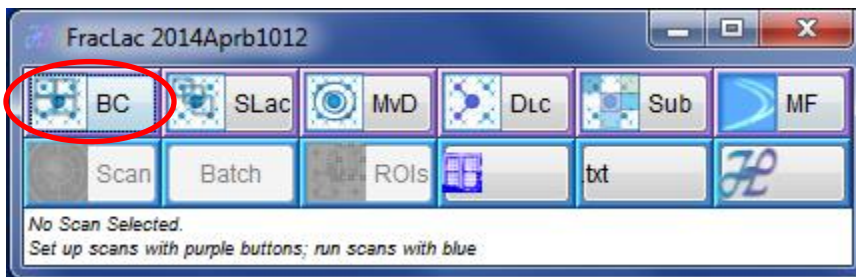 FracLac 2014Aprb1012
BC SLac MvD DLC Sub MF
Scan Batch ROIs .txt
No Scan Selected.
Set up scans with purple buttons; run scans with blue